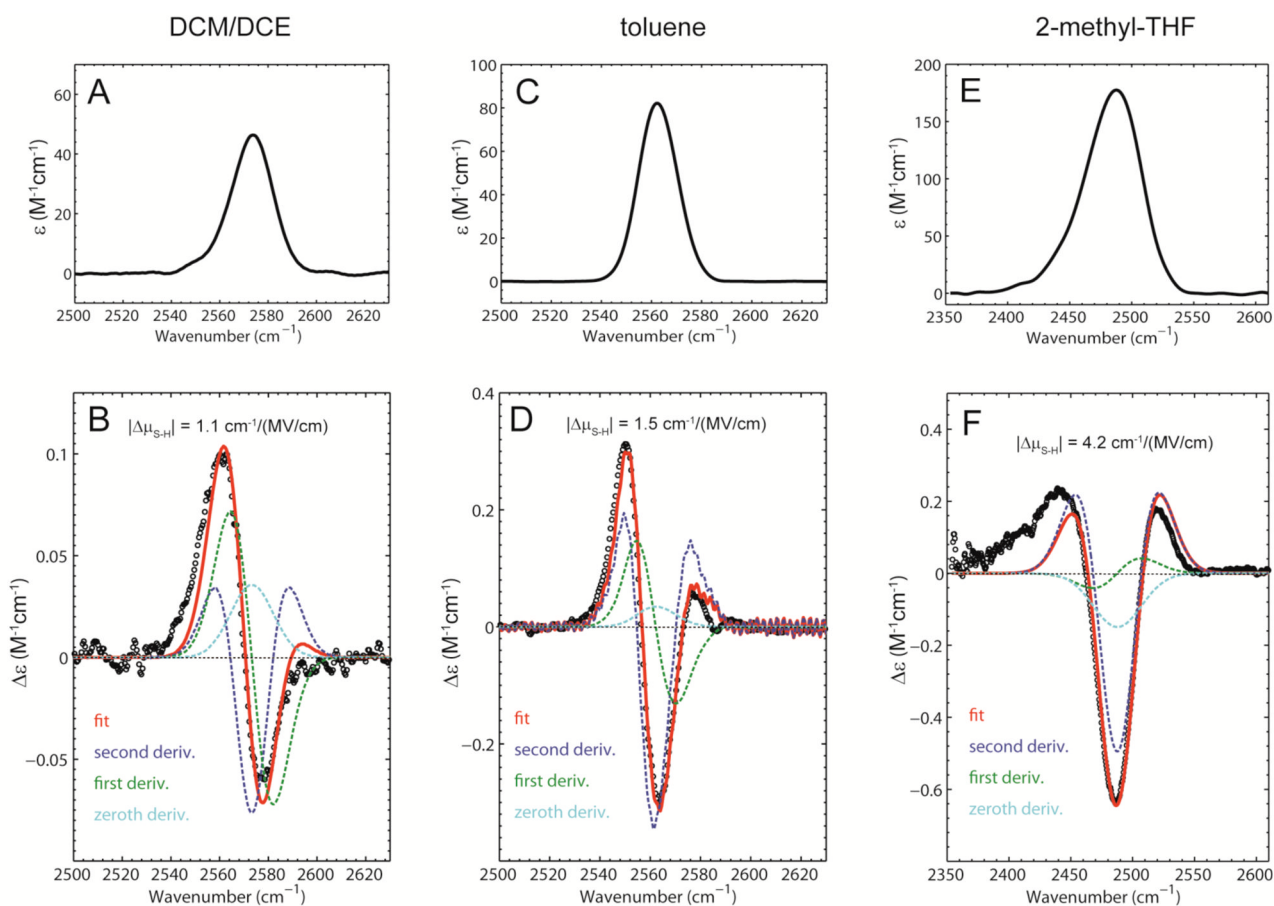 DCM/DCE
toluene
2-methyl-THF
A
ε (M⁻¹cm⁻¹)
60
40
20
0
2500 2520 2540 2560 2580 2600 2620
Wavenumber (cm⁻¹)
C
ε (M⁻¹cm⁻¹)
100
80
60
40
20
0
2500 2520 2540 2560 2580 2600 2620
Wavenumber (cm⁻¹)
E
ε (M⁻¹cm⁻¹)
200
150
100
50
0
2350 2400 2450 2500 2550 2600
Wavenumber (cm⁻¹)
B
|ΔμS-H| = 1.1 cm⁻¹/(MV/cm)
Δε (M⁻¹cm⁻¹)
0.1
0.05
0
−0.05
fit
second deriv.
first deriv.
zeroth deriv.
2500 2520 2540 2560 2580 2600 2620
Wavenumber (cm⁻¹)
D
|ΔμS-H| = 1.5 cm⁻¹/(MV/cm)
Δε (M⁻¹cm⁻¹)
0.4
0.2
0
−0.2
fit
second deriv.
first deriv.
zeroth deriv.
2500 2520 2540 2560 2580 2600 2620
Wavenumber (cm⁻¹)
F
|ΔμS-H| = 4.2 cm⁻¹/(MV/cm)
Δε (M⁻¹cm⁻¹)
0.4
0.2
0
−0.2
−0.4
−0.6
fit
second deriv.
first deriv.
zeroth deriv.
2350 2400 2450 2500 2550 2600
Wavenumber (cm⁻¹)